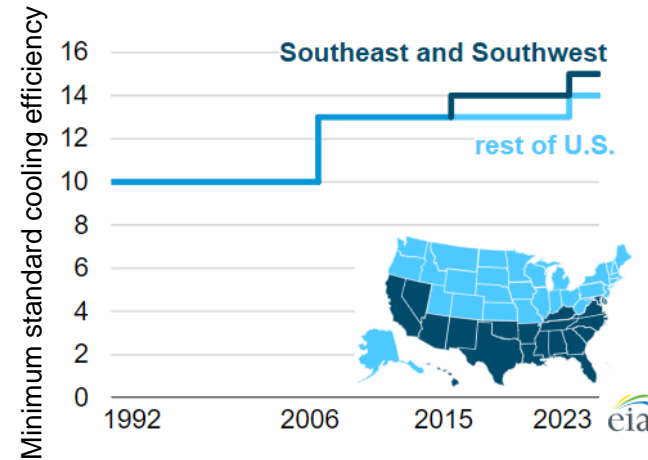 Minimum standard cooling efficiency
16
14
12
10
8
6
4
2
0
Southeast and Southwest
rest of U.S.
1992 2006 2015 2023
eia